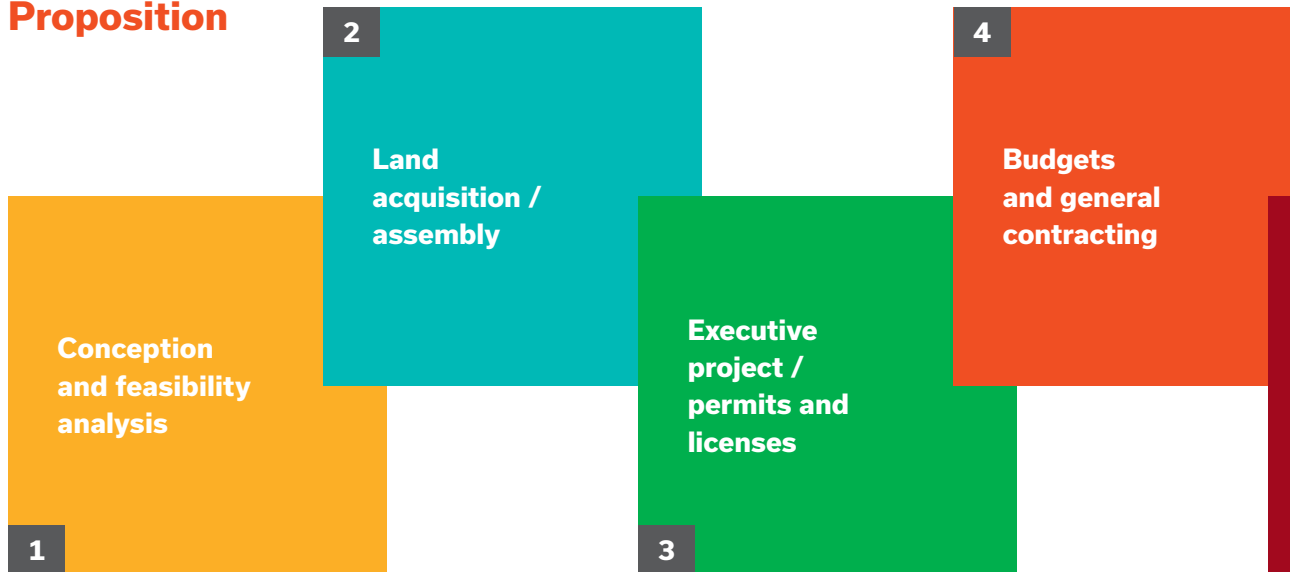 Proposition
1
Conception
and feasibility
analysis
2
Land
acquisition /
assembly
3
Executive
project /
permits and
licenses
4
Budgets
and general
contracting